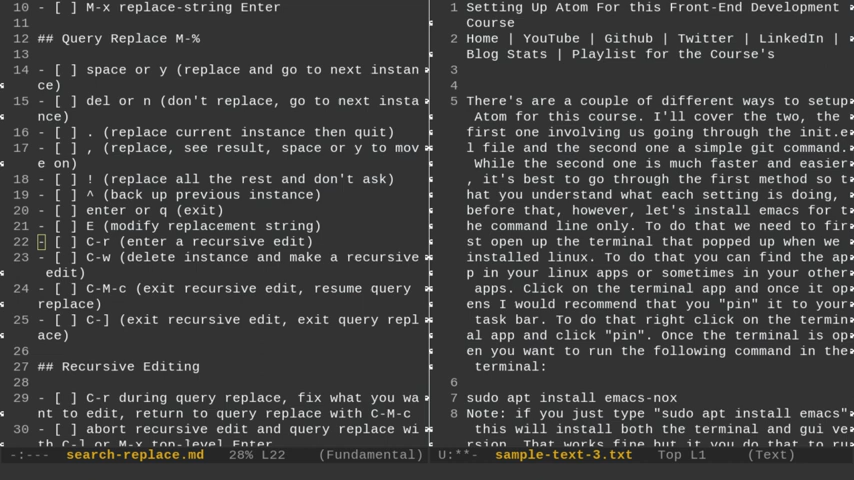 10 - [ ] M-x replace-string Enter
11
12 ## Query Replace M-%
13
14 - [ ] space or y (replace and go to next instan
ce)
15 - [ ] del or n (don't replace, go to next insta
nce)
16 - [ ] . (replace current instance then quit)
17 - [ ] , (replace, see result, space or y to mov
e on)
18 - [ ] ! (replace all the rest and don't ask)
19 - [ ] ^ (back up previous instance)
20 - [ ] enter or q (exit)
21 - [ ] E (modify replacement string)
22 - [ ] C-r (enter a recursive edit)
23 - [ ] C-w (delete instance and make a recursive
edit)
24 - [ ] C-M-c (exit recursive edit, resume query
replace)
25 - [ ] C-] (exit recursive edit, exit query repl
ace)
26
27 ## Recursive Editing
28
29 - [ ] C-r during query replace, fix what you wa
nt to edit, return to query replace with C-M-c
30 - [ ] abort recursive edit and query replace wi
th C-] or M-x top-level Enter
-:--- search-replace.md 28% L22 (Fundamental)
1 Setting Up Atom For this Front-End Development
Course
2 Home | YouTube | Github | Twitter | LinkedIn |
Blog Stats | Playlist for the Course's
3
4
5 There's are a couple of different ways to setup
Atom for this course. I'll cover the two, the
first one involving us going through the init.e
l file and the second one a simple git command.
While the second one is much faster and easier
, it's best to go through the first method so t
hat you understand what each setting is doing,
before that, however, let's install emacs for t
he command line only. To do that we need to fir
st open up the terminal that popped up when we
installed linux. To do that you can find the ap
p in your linux apps or sometimes in your other
apps. Click on the terminal app and once it op
ens I would recommend that you "pin" it to your
task bar. To do that right click on the termin
al app and click "pin". Once the terminal is op
en you want to run the following command in the
terminal:
6
7 sudo apt install emacs-nox
8 Note: if you just type "sudo apt install emacs"
this will install both the terminal and gui ve
rsion. That works fine but it you do that to ru
U:**- sample-text-3.txt Top L1 (Text)